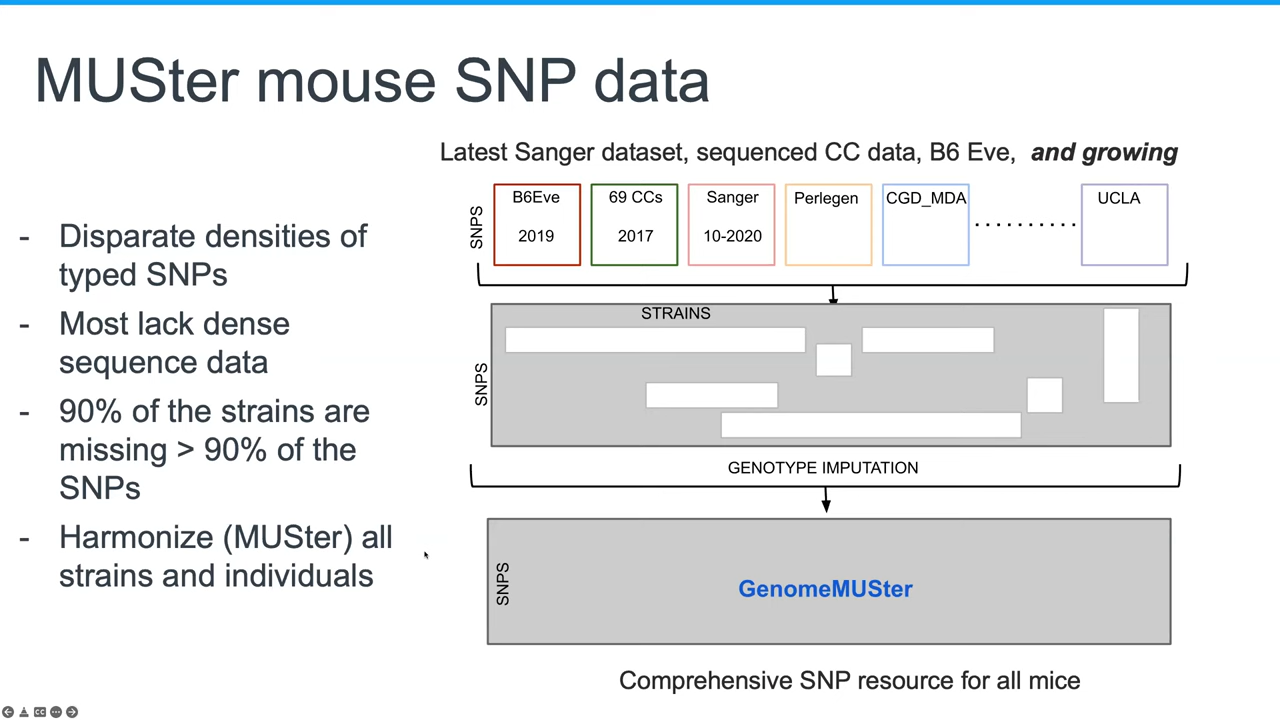 MUSter mouse SNP data
Latest Sanger dataset, sequenced CC data, B6 Eve, and growing
- Disparate densities of
typed SNPs
- Most lack dense
sequence data
- 90% of the strains are
missing > 90% of the
SNPs
- Harmonize (MUSter) all
strains and individuals
SNPS
B6Eve
2019
69 CCs
2017
Sanger
10-2020
Perlegen
CGD_MDA
..........
UCLA
STRAINS
SNPS
GENOTYPE IMPUTATION
SNPS
GenomeMUSter
Comprehensive SNP resource for all mice
CC